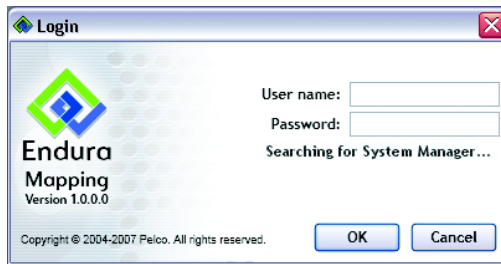 Login
User name:
Password:
Searching for System Manager...
Endura
Mapping
Version 1.0.0.0
Copyright © 2004-2007 Pelco. All rights reserved.
OK
Cancel